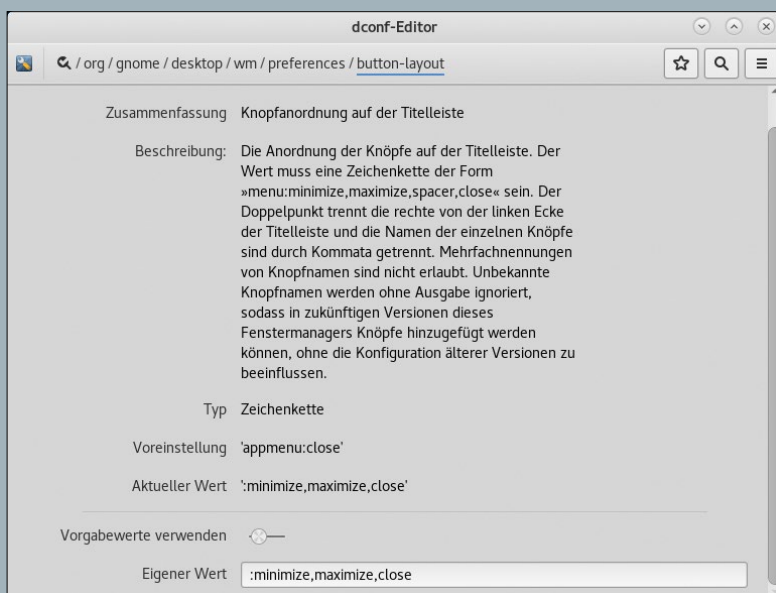 dconf-Editor
/ org / gnome / desktop / wm / preferences / button-layout
Zusammenfassung Knopfanordnung auf der Titelleiste
Beschreibung: Die Anordnung der Knöpfe auf der Titelleiste. Der
Wert muss eine Zeichenkette der Form
»menu:minimize,maximize,spacer,close« sein. Der
Doppelpunkt trennt die rechte von der linken Ecke
der Titelleiste und die Namen der einzelnen Knöpfe
sind durch Kommata getrennt. Mehrfachnennungen
von Knopfnamen sind nicht erlaubt. Unbekannte
Knopfnamen werden ohne Ausgabe ignoriert,
sodass in zukünftigen Versionen dieses
Fenstermanagers Knöpfe hinzugefügt werden
können, ohne die Konfiguration älterer Versionen zu
beeinflussen.
Typ Zeichenkette
Voreinstellung 'appmenu:close'
Aktueller Wert ':minimize,maximize,close'
Vorgabewerte verwenden
Eigener Wert :minimize,maximize,close